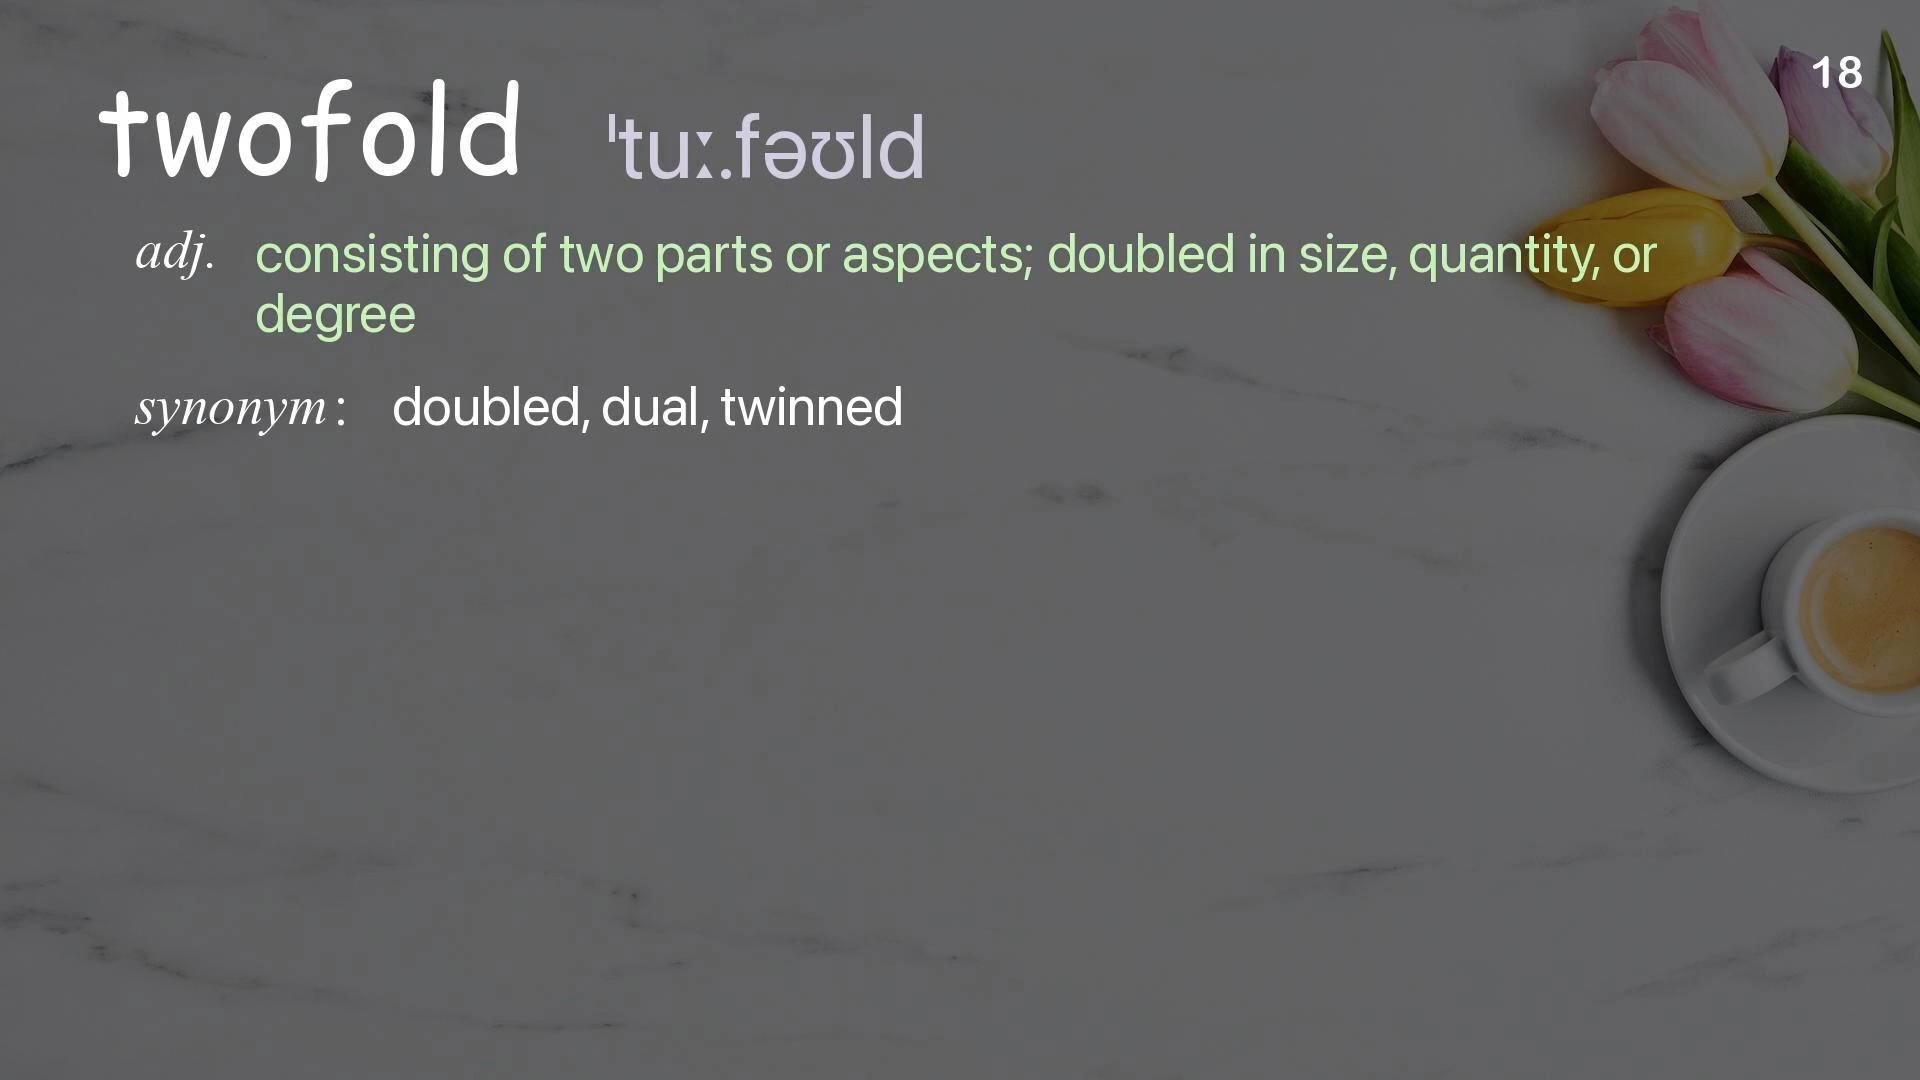 18
twofold ˈtuː.fəʊld
adj. consisting of two parts or aspects; doubled in size, quantity, or
degree
synonym: doubled, dual, twinned